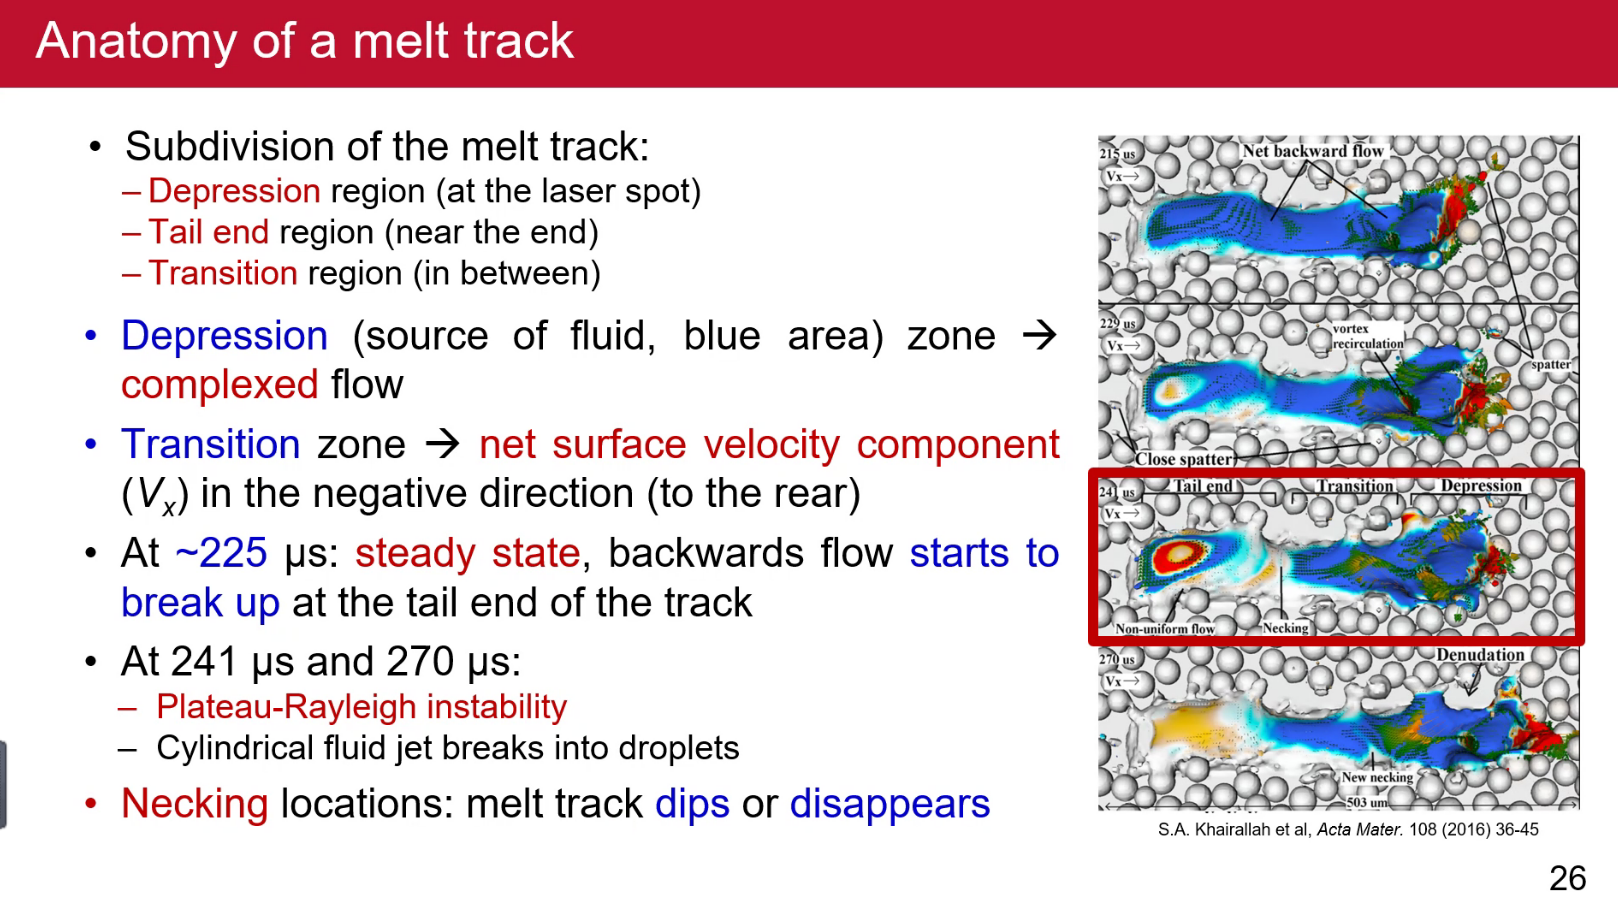 Anatomy of a melt track
• Subdivision of the melt track:
– Depression region (at the laser spot)
– Tail end region (near the end)
– Transition region (in between)
• Depression (source of fluid, blue area) zone →
complexed flow
• Transition zone → net surface velocity component
(Vx) in the negative direction (to the rear)
• At ~225 µs: steady state, backwards flow starts to
break up at the tail end of the track
• At 241 µs and 270 µs:
– Plateau-Rayleigh instability
– Cylindrical fluid jet breaks into droplets
• Necking locations: melt track dips or disappears
215 us
Net backward flow
Vx→
229 us
vortex
Vx→
recirculation
spatter
Close spatter
241 us
Tail end
Transition
Depression
Vx→
Non-uniform flow
Necking
270 us
Denudation
Vx→
New necking
503 um
S.A. Khairallah et al, Acta Mater. 108 (2016) 36-45
26